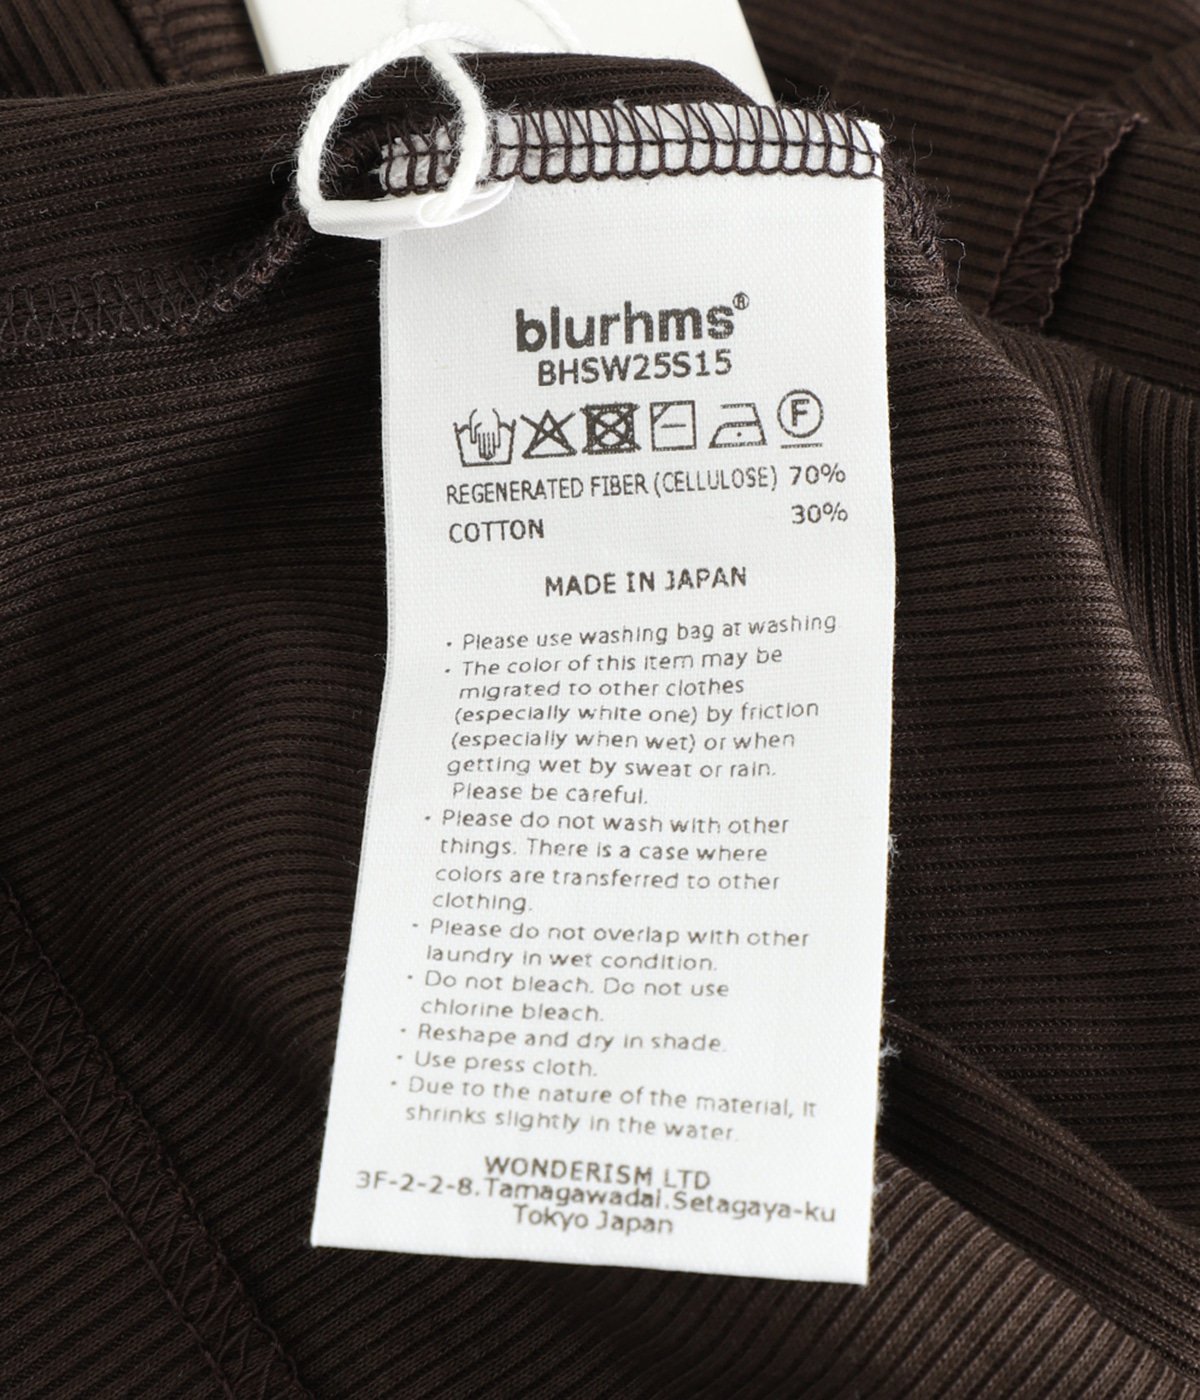 blurhms®
BHSW25S15
F
REGENERATED FIBER (CELLULOSE) 70%
COTTON 30%
MADE IN JAPAN
· Please use washing bag at washing
· The color of this item may be
migrated to other clothes
(especially white one) by friction
(especially when wet) or when
getting wet by sweat or rain.
Please be careful.
· Please do not wash with other
things. There is a case where
colors are transferred to other
clothing.
· Please do not overlap with other
laundry in wet condition.
· Do not bleach. Do not use
chlorine bleach.
· Reshape and dry in shade.
· Use press cloth.
· Due to the nature of the material, it
shrinks slightly in the water.
WONDERISM LTD
3F-2-2-8.Tamagawadai.Setagaya-ku
Tokyo Japan